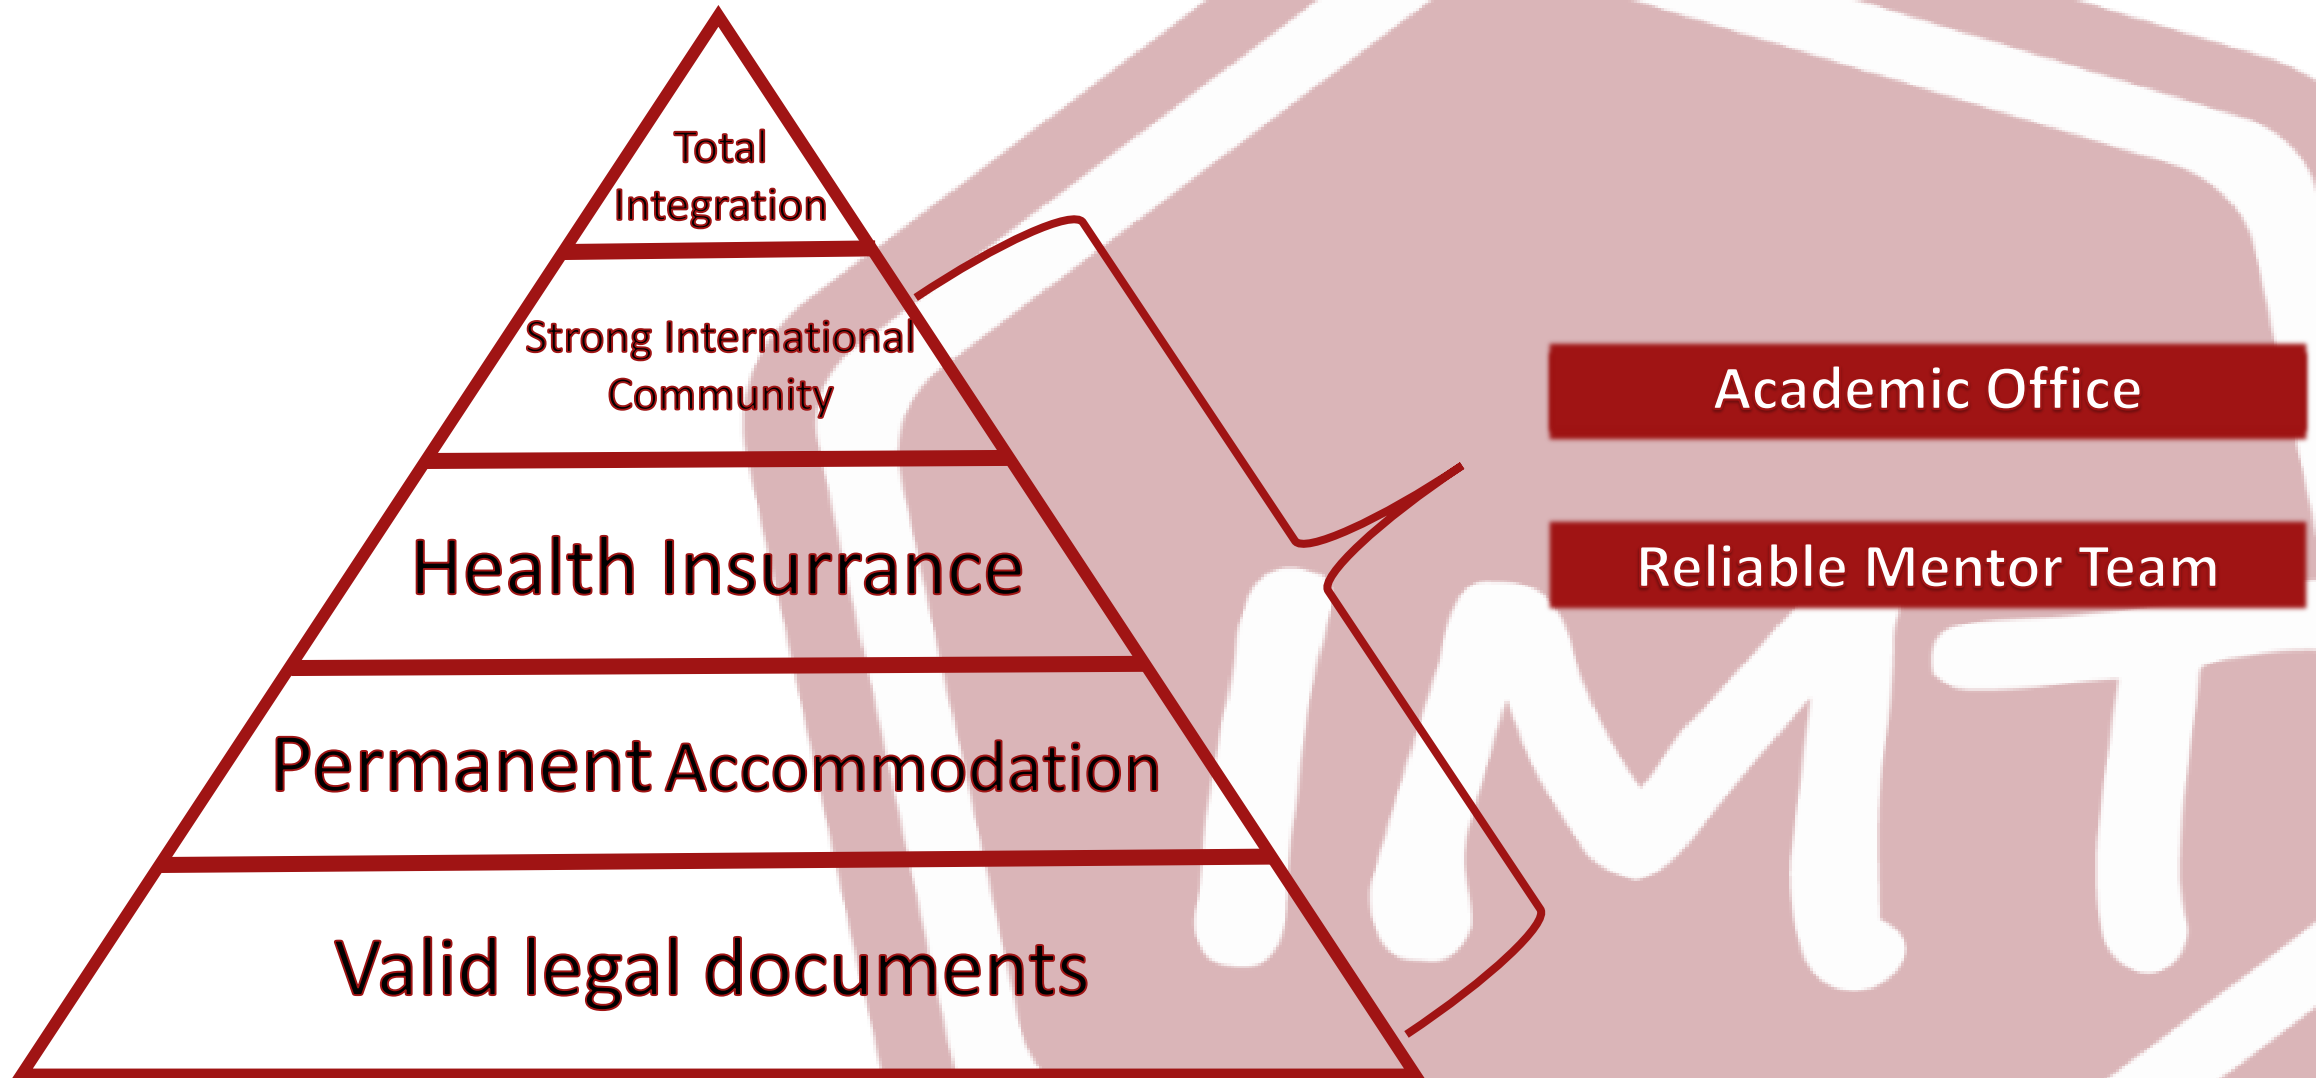 Total
Integration
Strong International
Community
Health Insurrance
Permanent Accommodation
Valid legal documents
Academic Office
Reliable Mentor Team
IMT